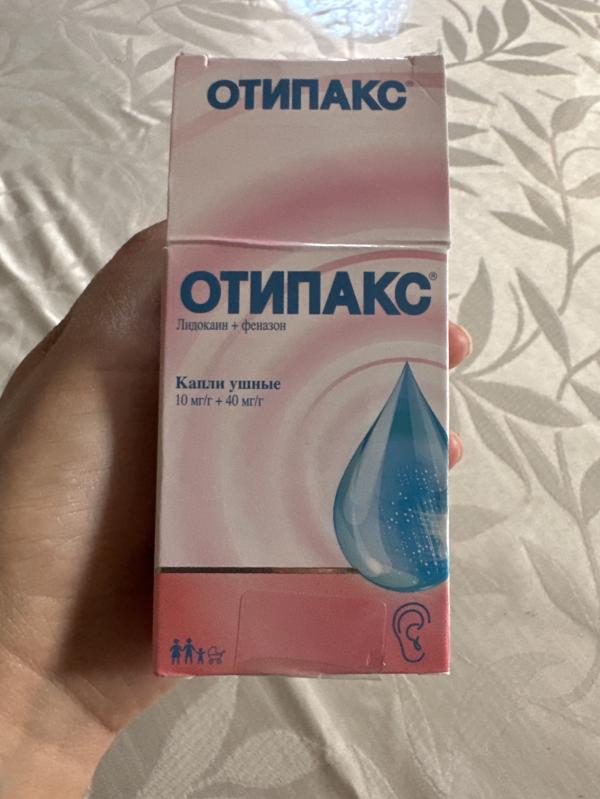 ОТИПАКС®
ОТИПАКС®
Лидокаин + феназон
Капли ушные
10 мг/г + 40 мг/г